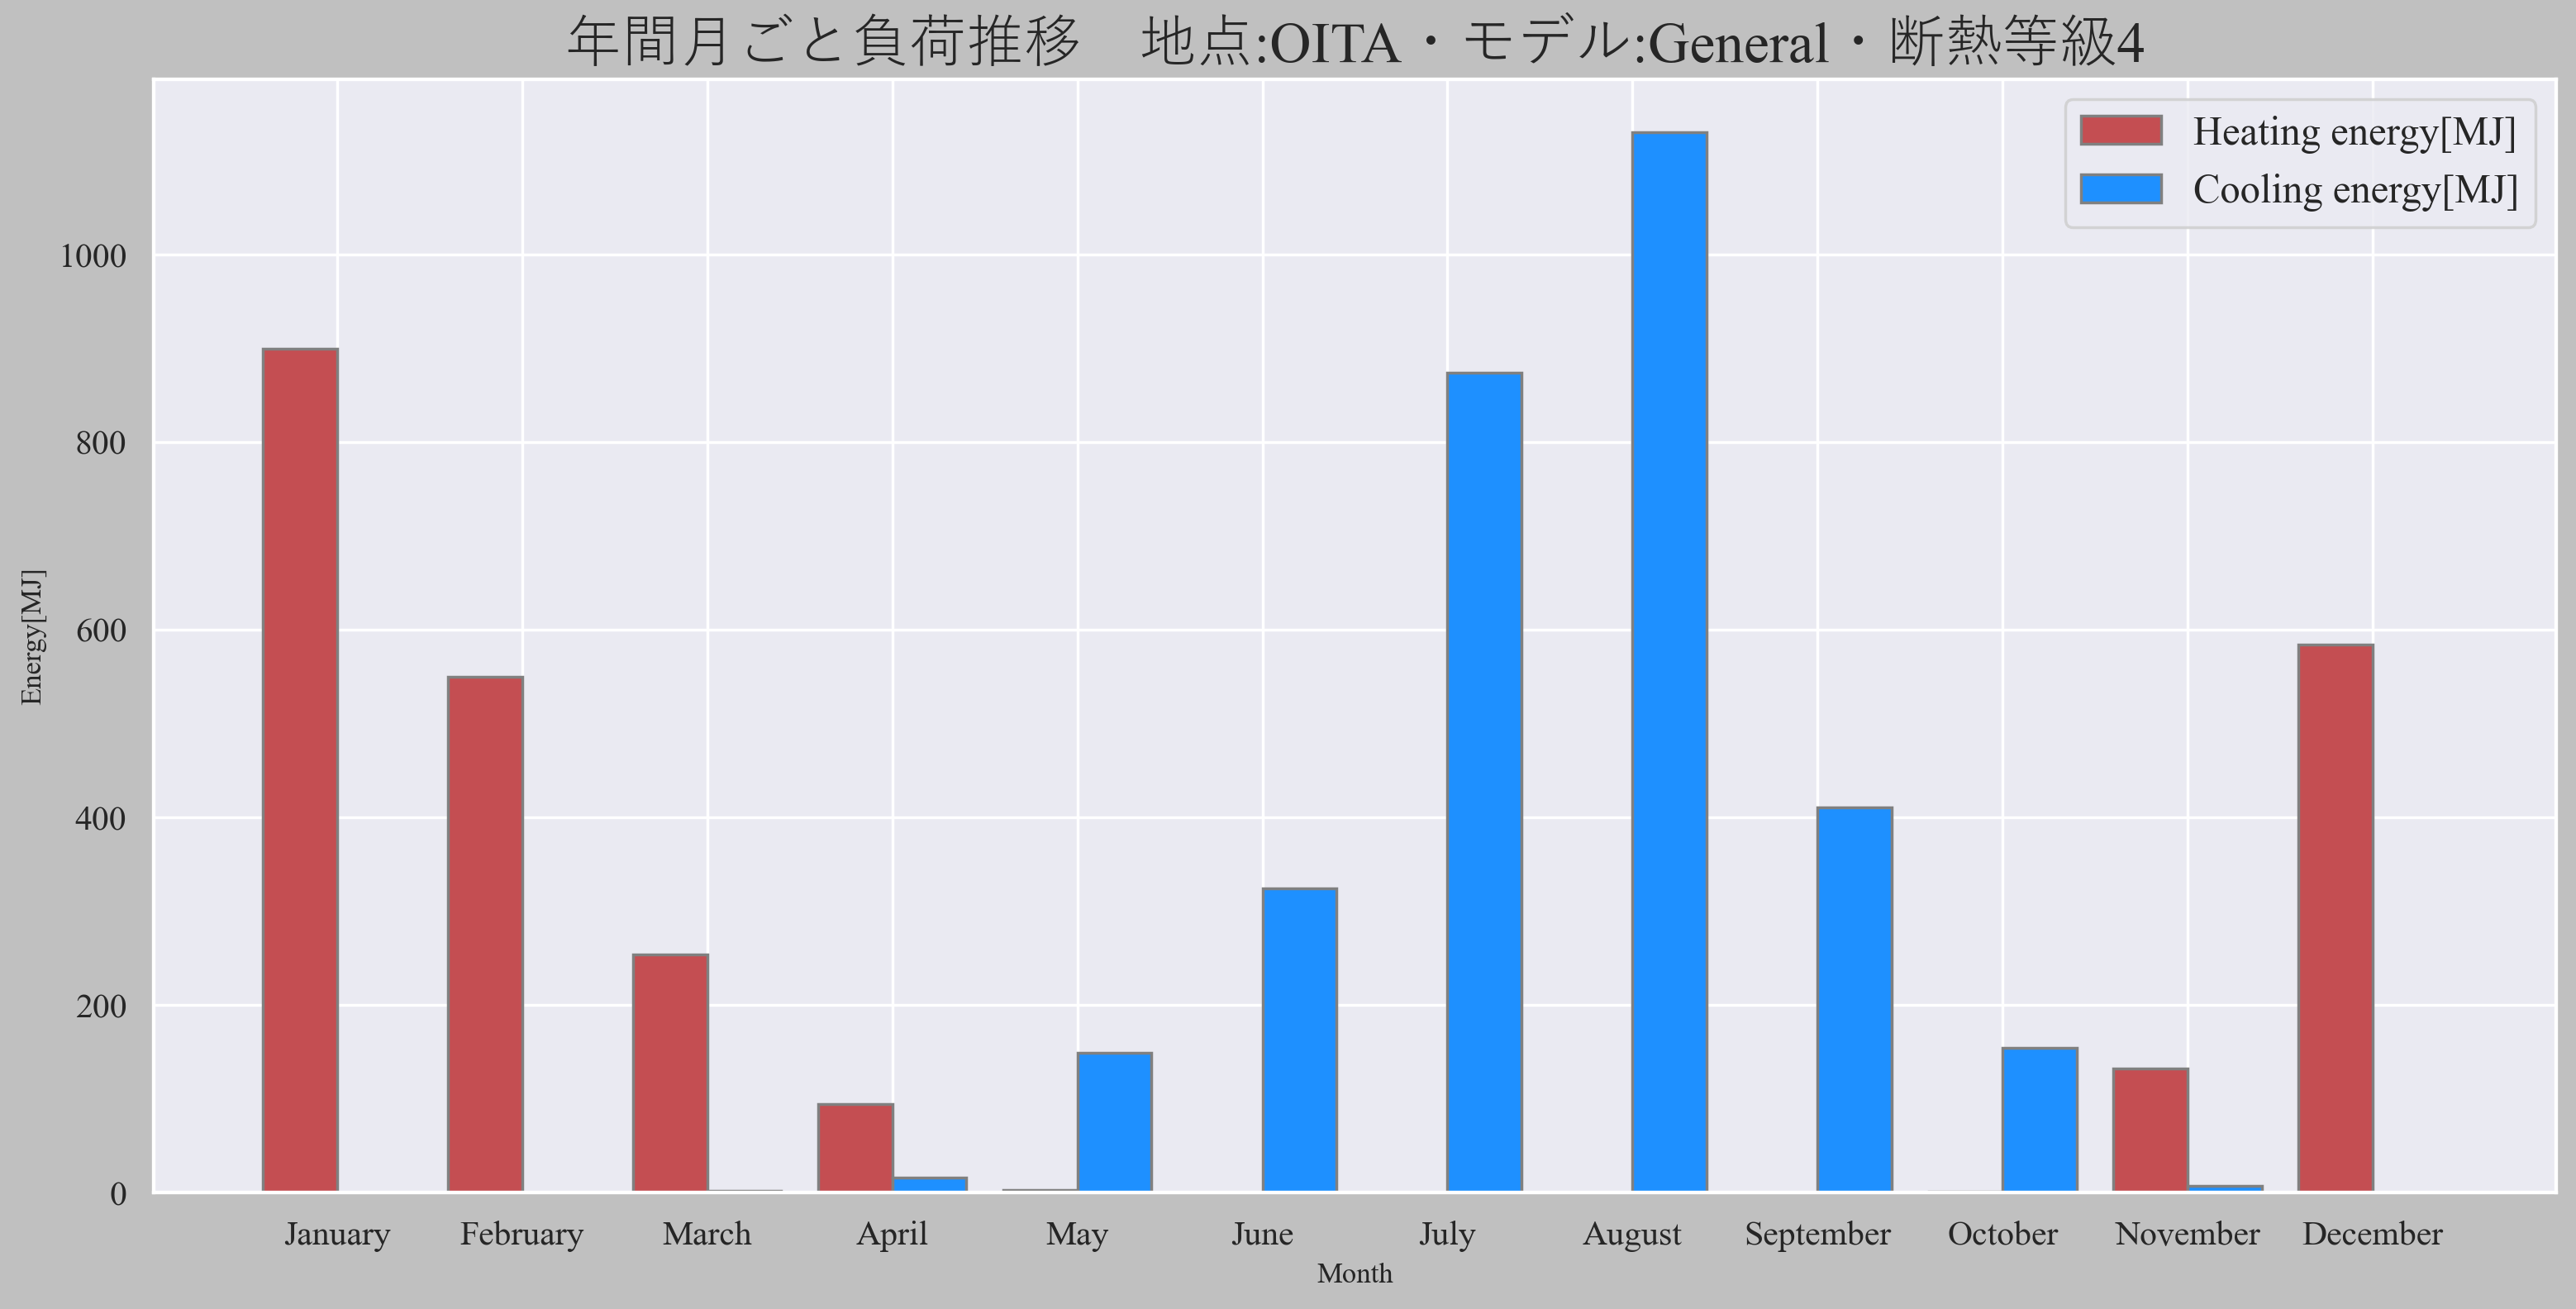 年間月ごと負荷推移　地点:OITA・モデル:General・断熱等級4
Heating energy[MJ]
Cooling energy[MJ]
Energy[MJ]
1000
800
600
400
200
0
January February March April May June July August September October November December
Month